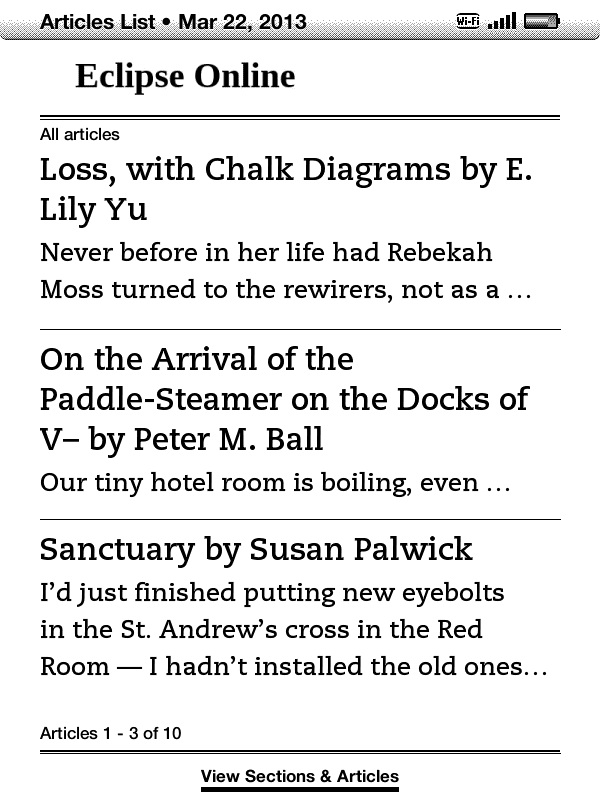 Articles List • Mar 22, 2013
Wi-Fi
Eclipse Online
All articles
Loss, with Chalk Diagrams by E.
Lily Yu
Never before in her life had Rebekah
Moss turned to the rewirers, not as a …
On the Arrival of the
Paddle-Steamer on the Docks of
V– by Peter M. Ball
Our tiny hotel room is boiling, even …
Sanctuary by Susan Palwick
I’d just finished putting new eyebolts
in the St. Andrew’s cross in the Red
Room — I hadn’t installed the old ones…
Articles 1 - 3 of 10
View Sections & Articles